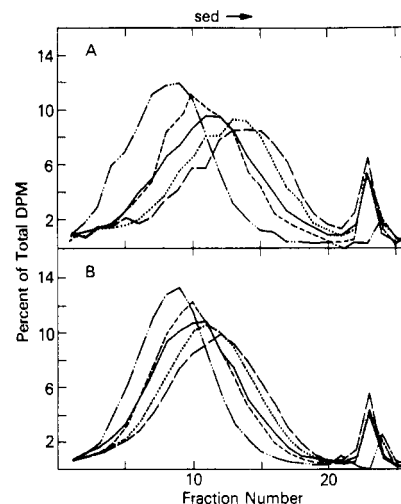 sed →
A
14
10
6
2
B
14
10
6
2
10
20
Percent of Total DPM
Fraction Number